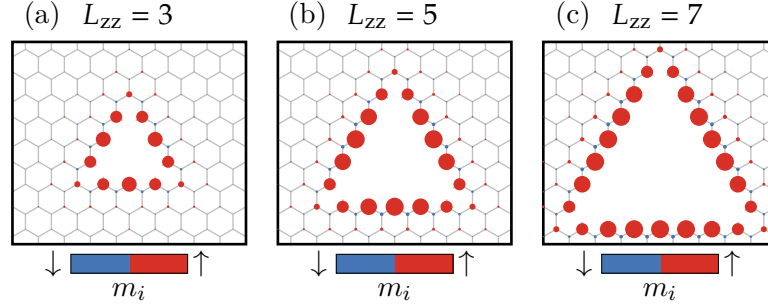 (a) L_zz = 3
(b) L_zz = 5
(c) L_zz = 7
↓ ↑
m_i
↓ ↑
m_i
↓ ↑
m_i